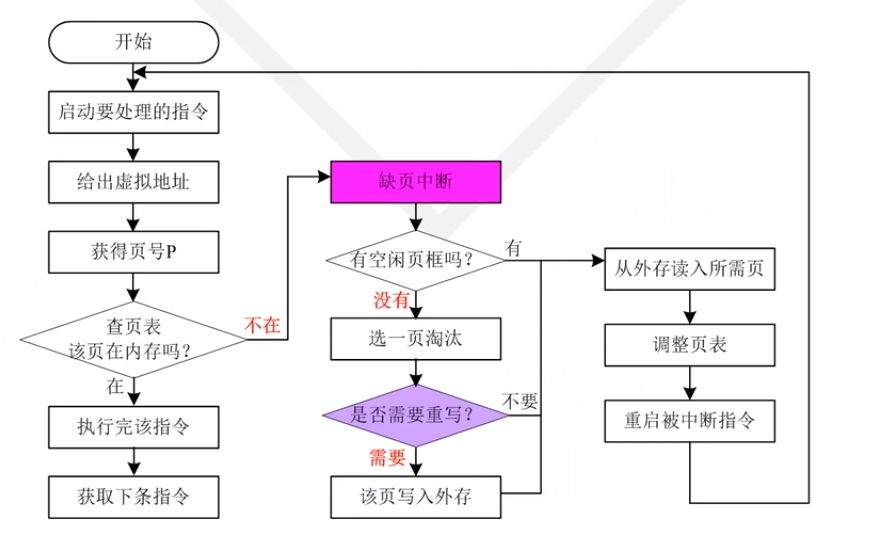 开始
启动要处理的指令
给出虚拟地址
获得页号P
查页表
该页在内存吗？
不在
在
执行完该指令
获取下条指令
缺页中断
有空闲页框吗？
有
没有
选一页淘汰
是否需要重写？
不要
需要
该页写入外存
从外存读入所需页
调整页表
重启被中断指令